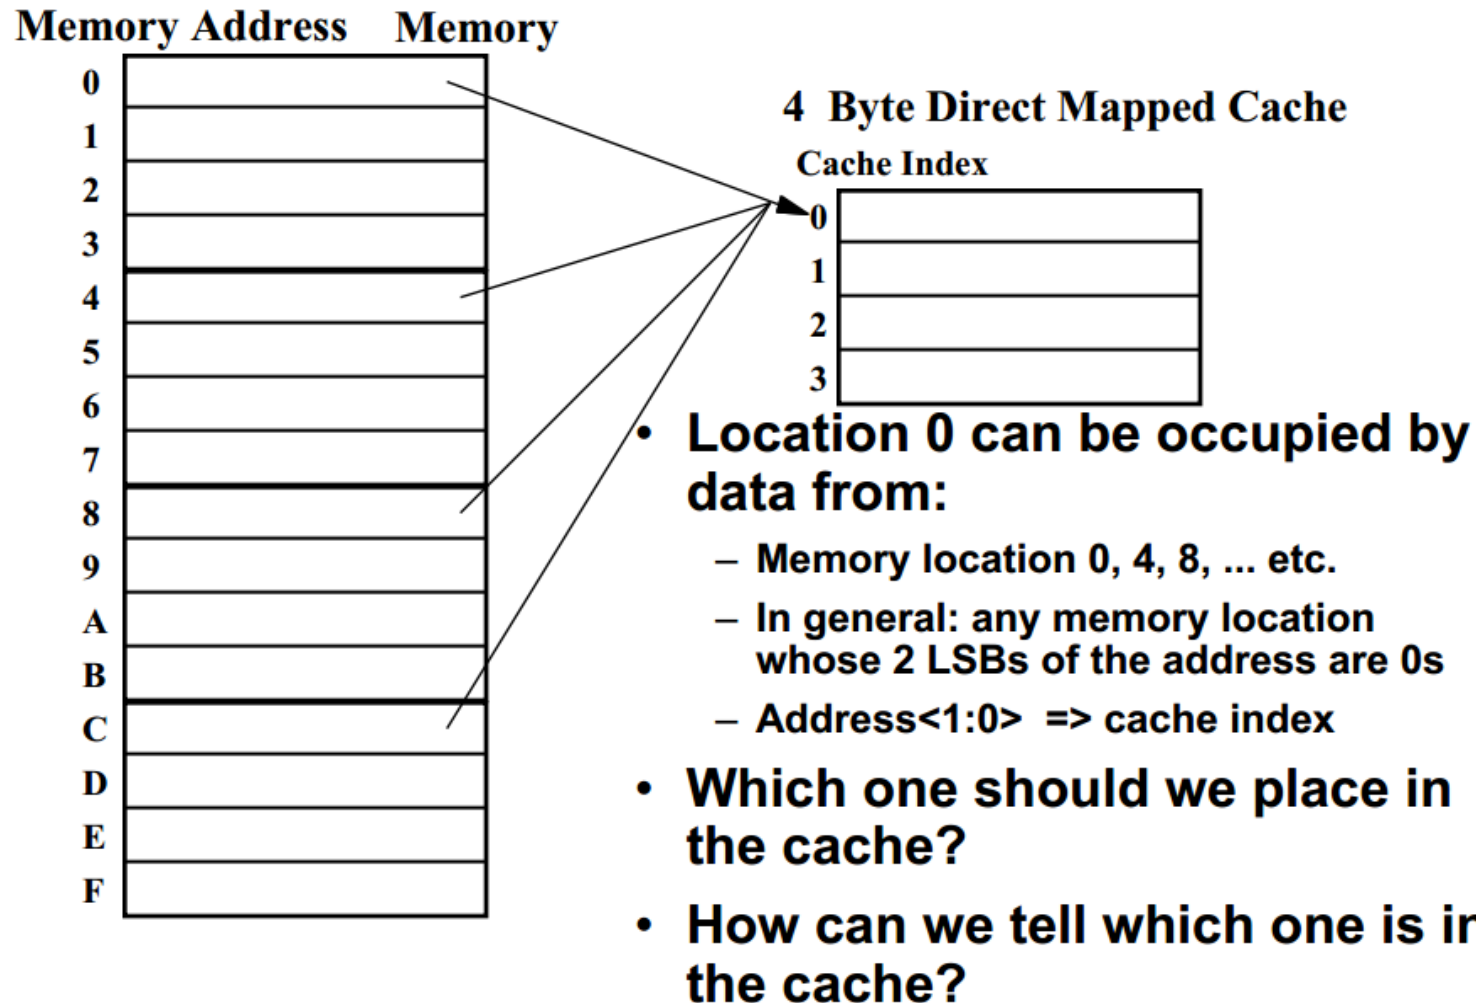 Memory Address Memory
0
1
2
3
4
5
6
7
8
9
A
B
C
D
E
F
4 Byte Direct Mapped Cache
Cache Index
0
1
2
3
• Location 0 can be occupied by
data from:
– Memory location 0, 4, 8, ... etc.
– In general: any memory location
whose 2 LSBs of the address are 0s
– Address<1:0> => cache index
• Which one should we place in
the cache?
• How can we tell which one is in
the cache?